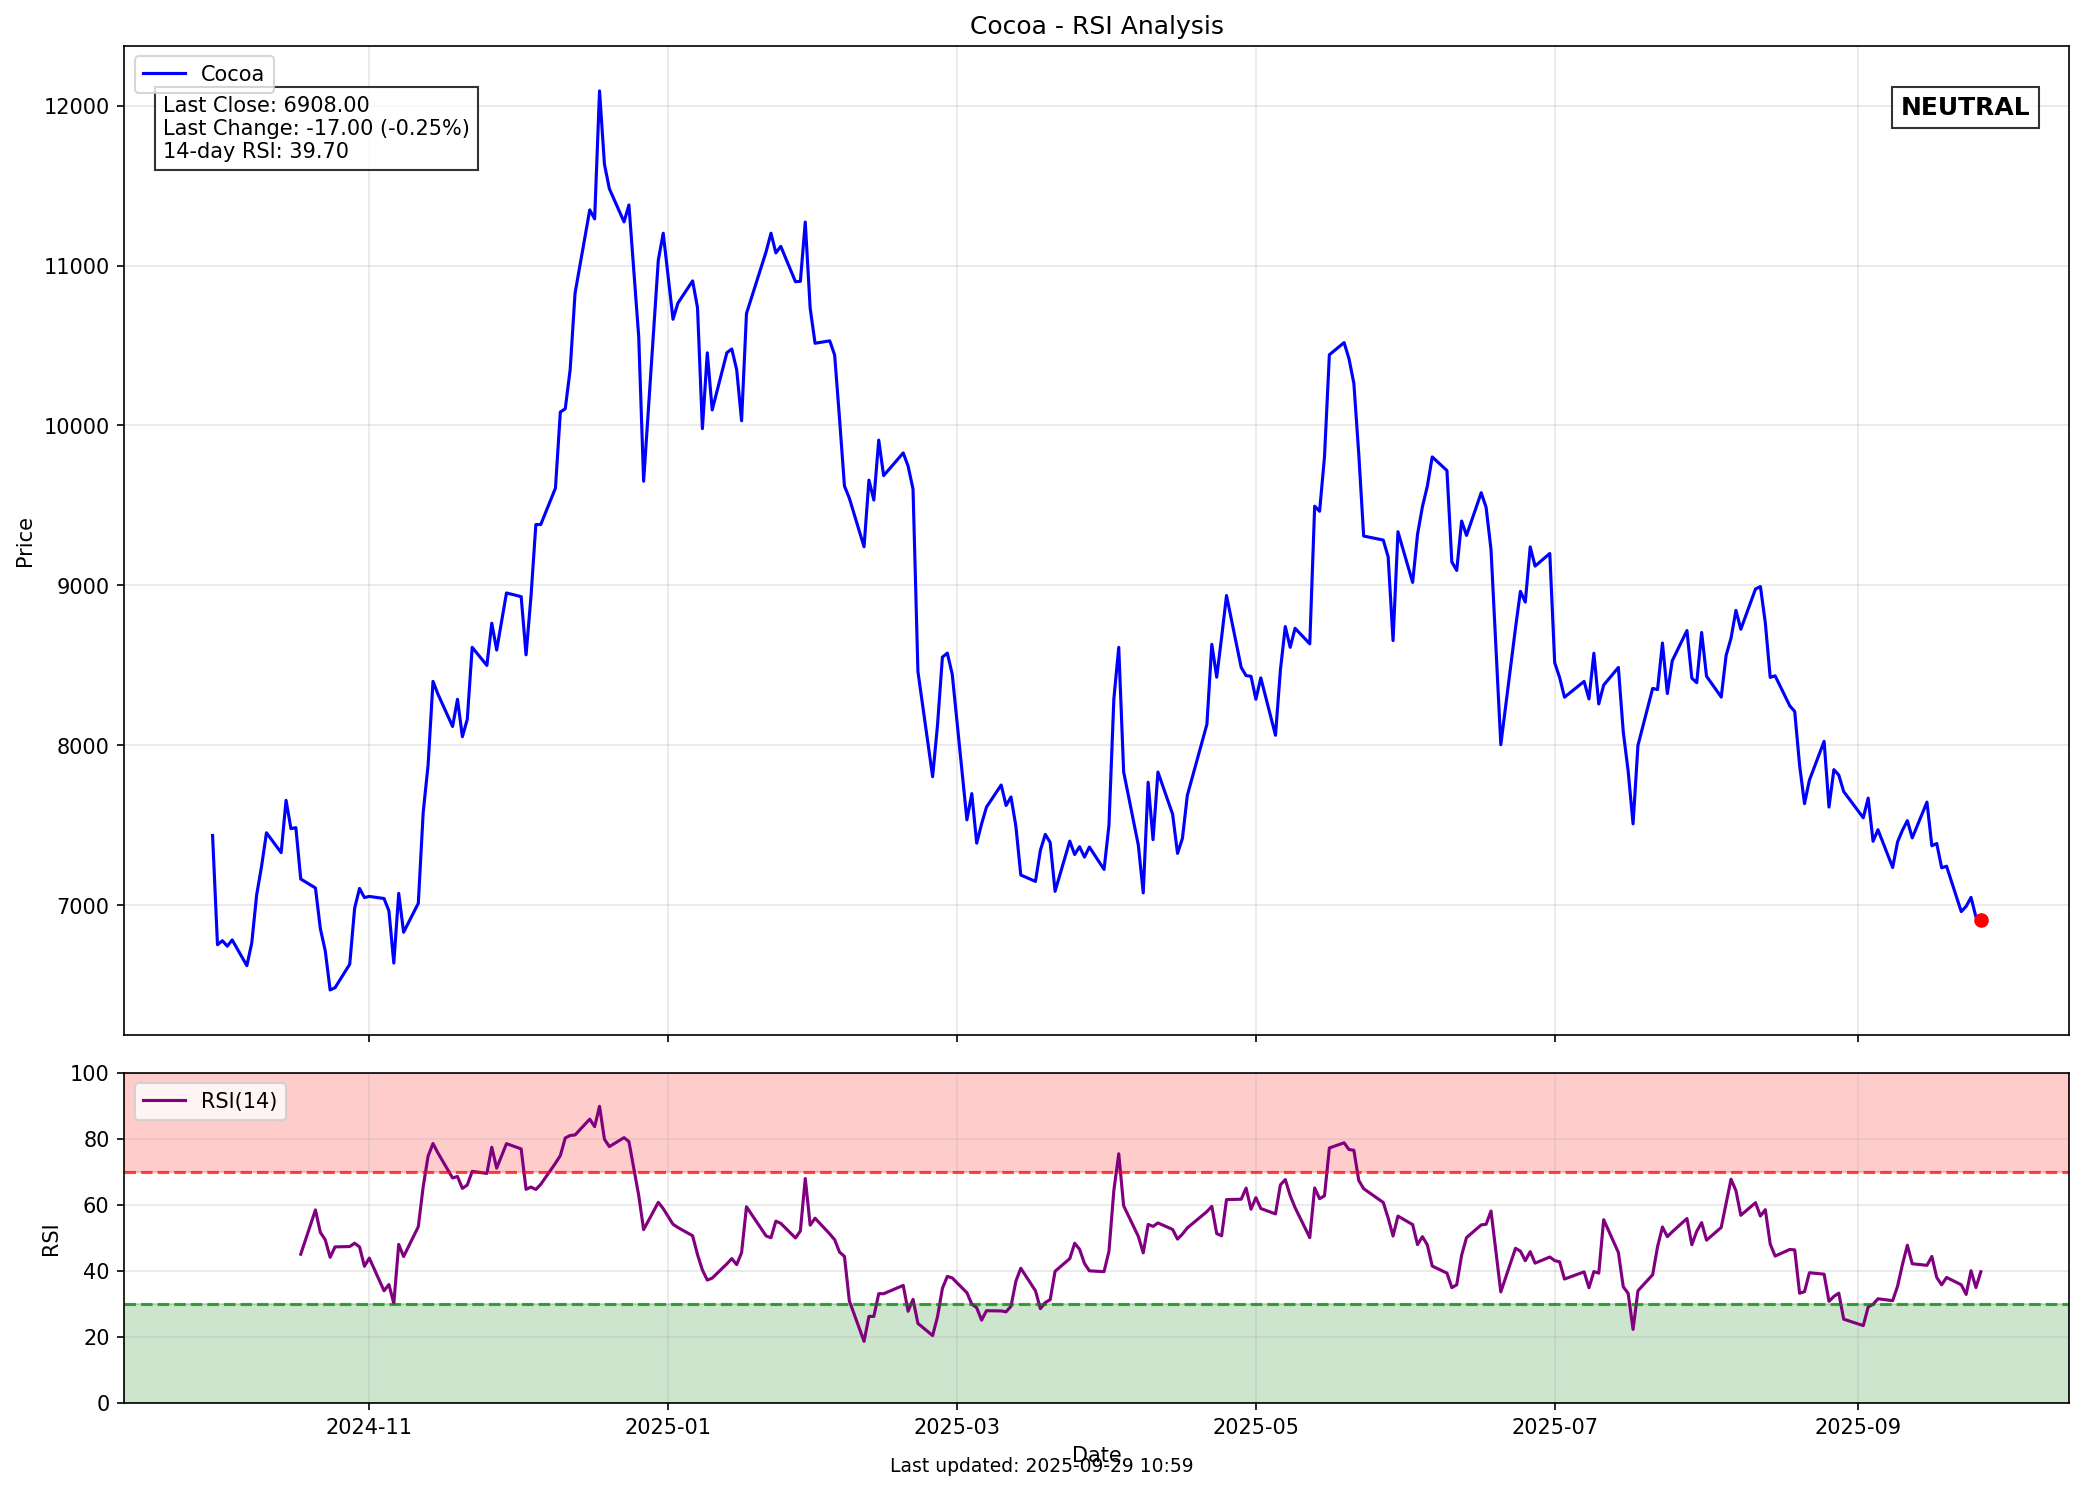 Cocoa - RSI Analysis
Cocoa
Last Close: 6908.00
Last Change: -17.00 (-0.25%)
14-day RSI: 39.70
NEUTRAL
12000
11000
10000
9000
8000
7000
Price
RSI(14)
100
80
60
40
20
0
RSI
2024-11
2025-01
2025-03
2025-05
2025-07
2025-09
Date
Last updated: 2025-09-29 10:59